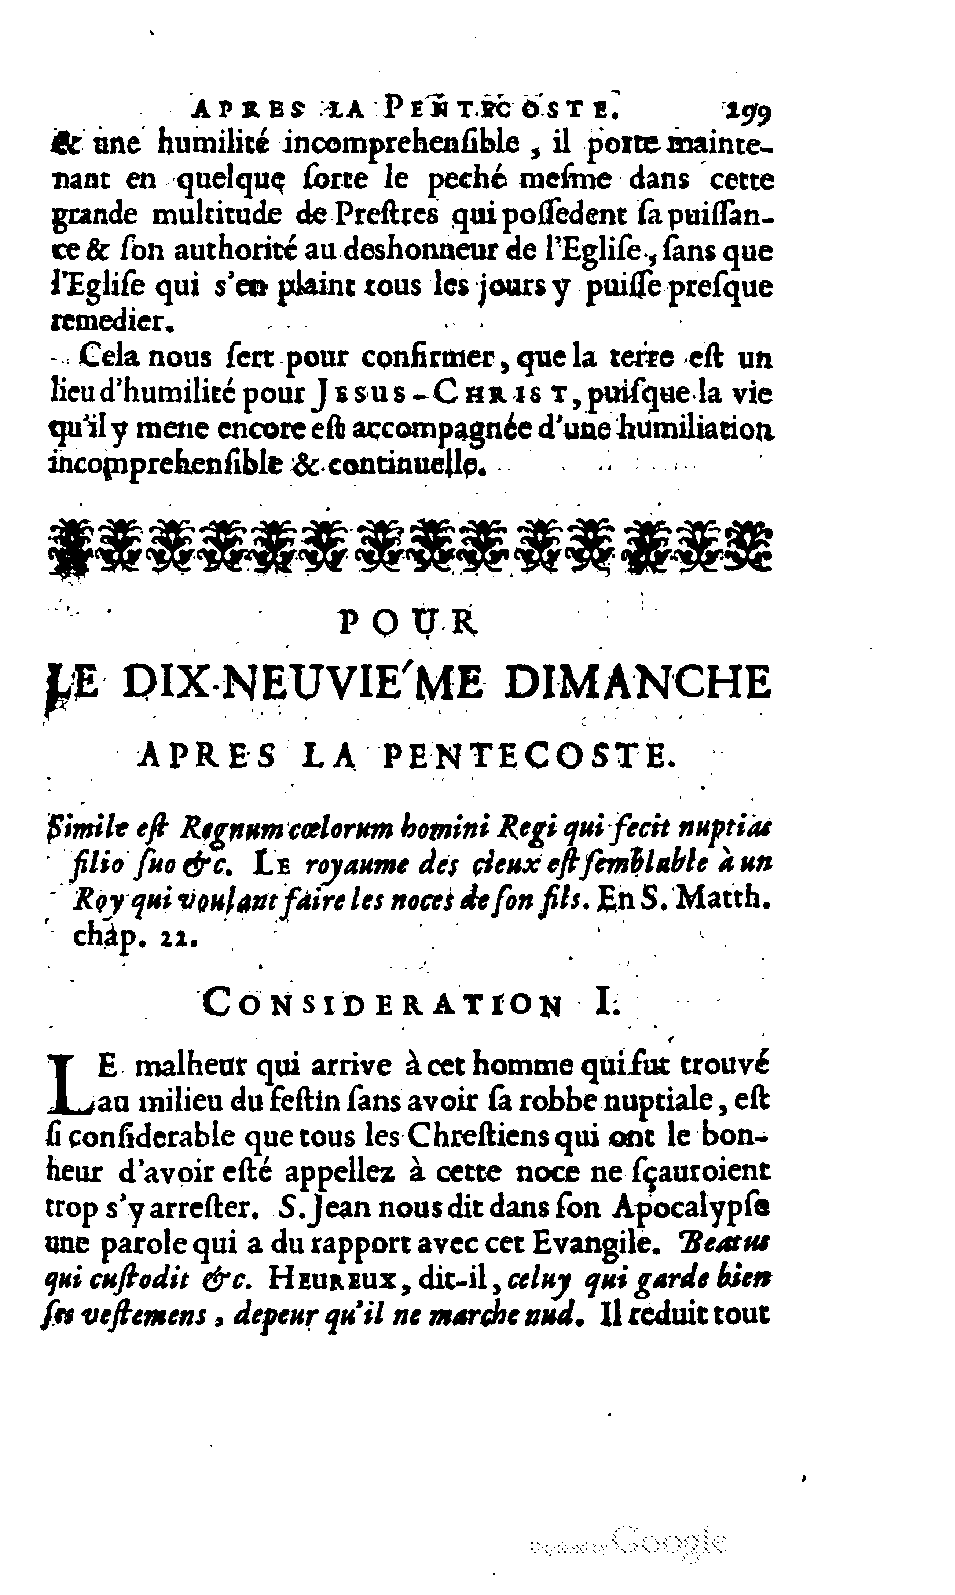 APRES LA PENTECOSTE. 199
& une humilité incomprehensible, il porte mainte-
nant en quelque ſorte le peché meſme dans cette
grande multitude de Preſtres qui poſſedent ſa puiſſan-
ce & ſon authorité au deshonneur de l'Egliſe, ſans que
l'Egliſe qui s'en plaint tous les jours y puiſſe preſque
remedier.
Cela nous ſert pour confirmer, que la terre eſt un
lieu d'humilité pour JESUS-CHRIST, puiſque la vie
qu'il y mene encore eſt accompagnée d'une humiliation
incomprehenſible & continuelle.
POUR
LE DIX-NEUVIE'ME DIMANCHE
APRES LA PENTECOSTE.
Simile eſt Regnum cœlorum homini Regi qui fecit nuptias
filio ſuo &c. LE royaume des cieux eſt ſemblable à un
Roy qui voulant faire les noces de ſon fils. En S. Matth.
chap. 22.
CONSIDERATION I.
LE malheur qui arrive à cet homme qui fut trouvé
au milieu du feſtin ſans avoir ſa robbe nuptiale, eſt
ſi conſiderable que tous les Chreſtiens qui ont le bon-
heur d'avoir eſté appellez à cette noce ne ſçauroient
trop s'y arreſter. S. Jean nous dit dans ſon Apocalypſe
une parole qui a du rapport avec cet Evangile. Beatus
qui cuſtodit &c. HEUREUX, dit-il, celuy qui garde bien
ſes veſtemens, de peur qu'il ne marche nud. Il reduit tout
Digitized by Google